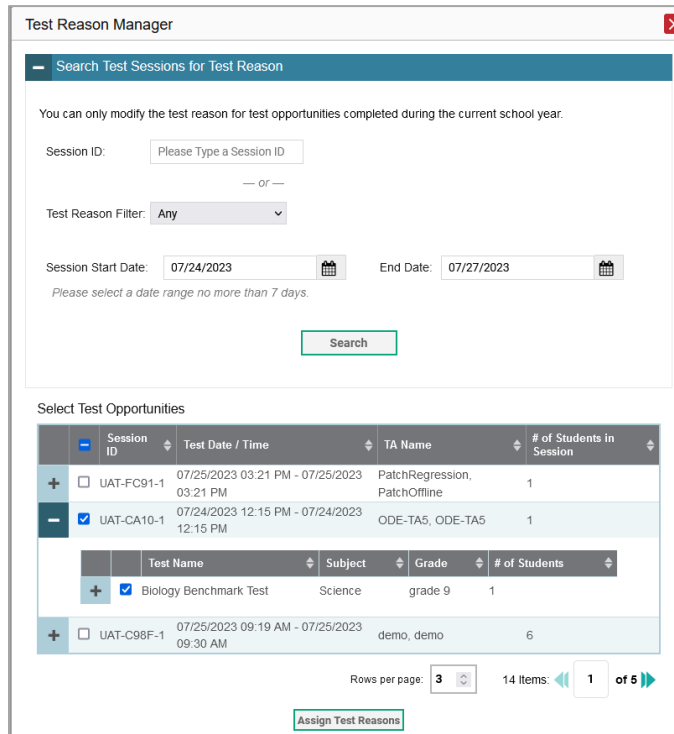 Test Reason Manager
Search Test Sessions for Test Reason
You can only modify the test reason for test opportunities completed during the current school year.
Session ID: Please Type a Session ID
— or —
Test Reason Filter: Any
Session Start Date: 07/24/2023 End Date: 07/27/2023
Please select a date range no more than 7 days.
Search
Select Test Opportunities
Session ID Test Date / Time TA Name # of Students in Session
UAT-FC91-1 07/25/2023 03:21 PM - 07/25/2023 03:21 PM PatchRegression, PatchOffline 1
UAT-CA10-1 07/24/2023 12:15 PM - 07/24/2023 12:15 PM ODE-TA5, ODE-TA5 1
Test Name Subject Grade # of Students
Biology Benchmark Test Science grade 9 1
UAT-C98F-1 07/25/2023 09:19 AM - 07/25/2023 09:30 AM demo, demo 6
Rows per page: 3 14 Items: 1 of 5
Assign Test Reasons